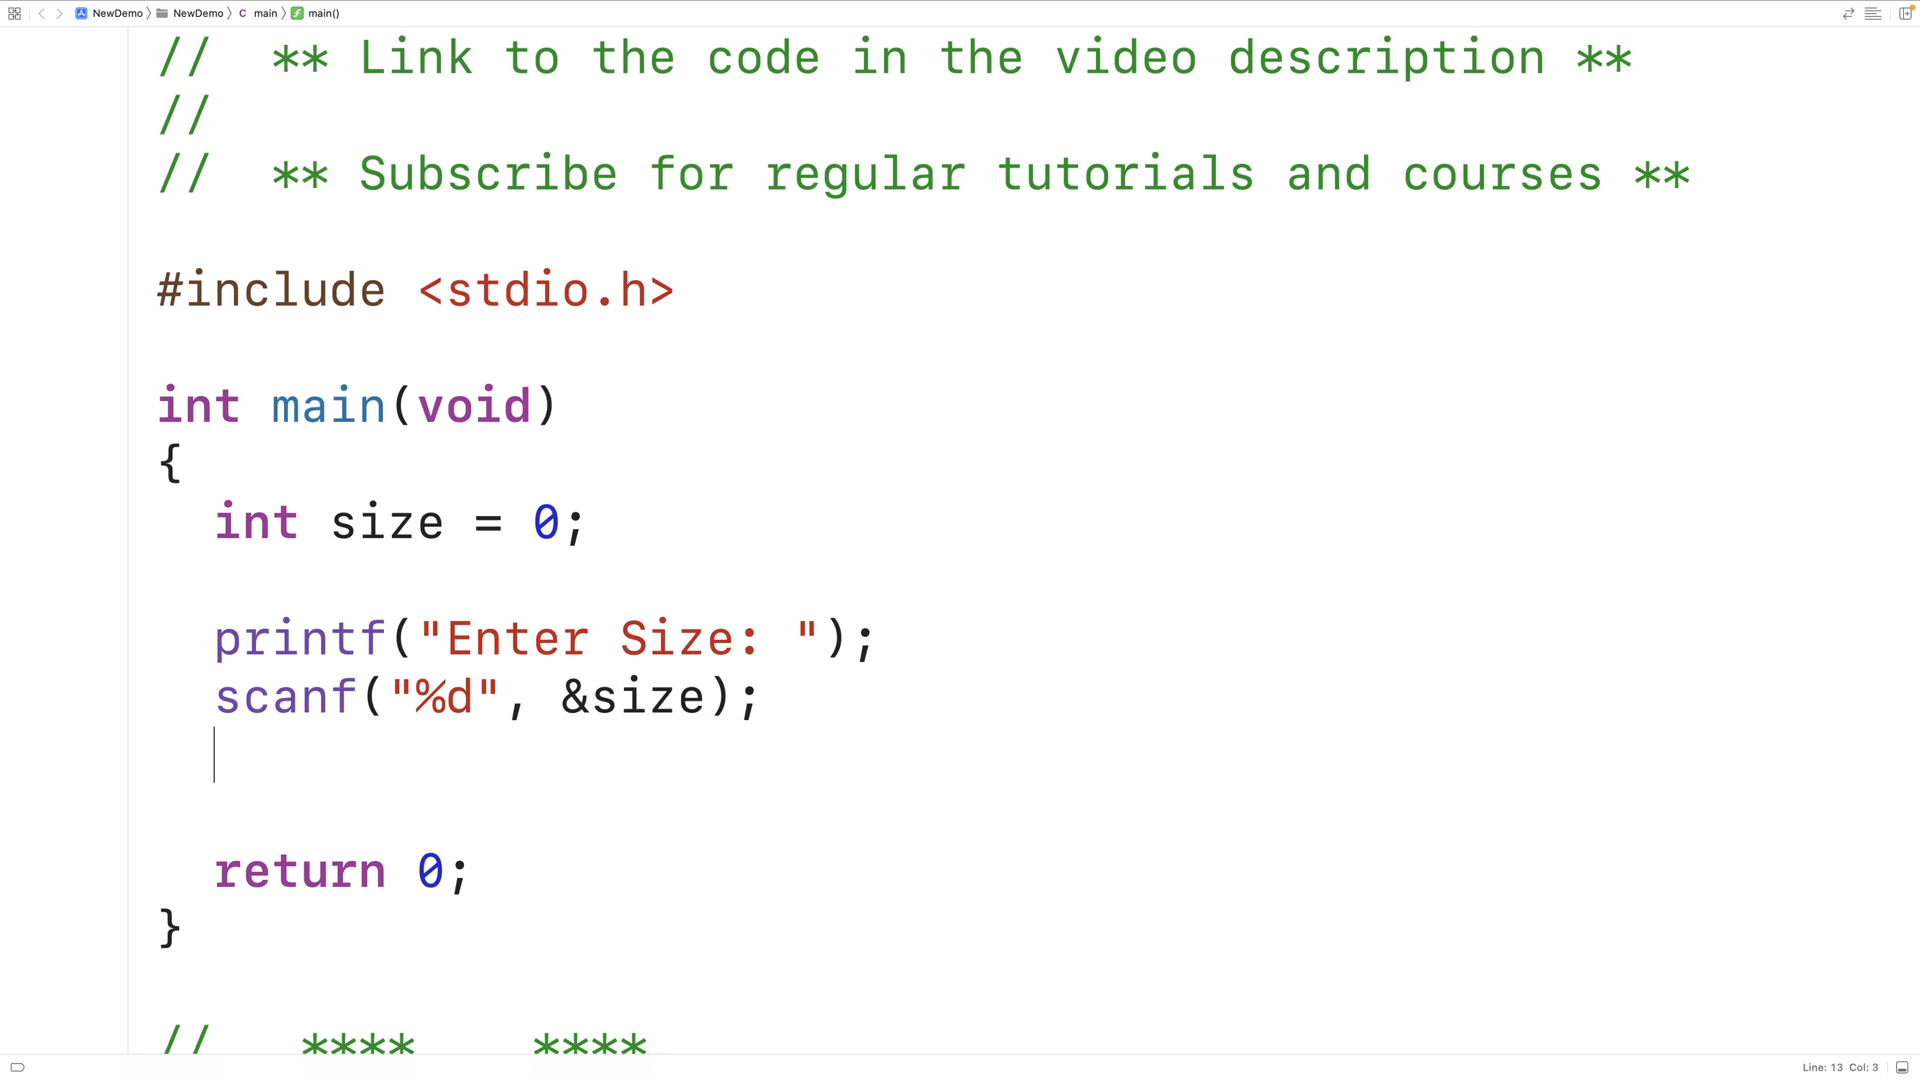 NewDemo NewDemo C main f main()
// ** Link to the code in the video description **
//
// ** Subscribe for regular tutorials and courses **
#include <stdio.h>
int main(void)
{
int size = 0;
printf("Enter Size: ");
scanf("%d", &size);
return 0;
}
// **** ****
Line: 13 Col: 3